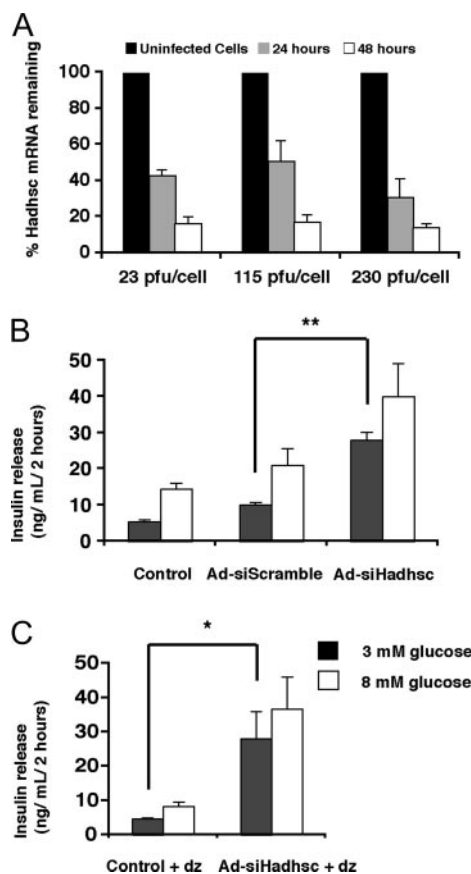 A
Uninfected Cells 24 hours 48 hours
% Hadhsc mRNA remaining
100
80
60
40
20
0
23 pfu/cell 115 pfu/cell 230 pfu/cell
B
**
Insulin release
(ng/ mL/ 2 hours)
50
40
30
20
10
0
Control Ad-siScramble Ad-siHadhsc
C
*
3 mM glucose
8 mM glucose
Insulin release
(ng/ mL/ 2 hours)
50
40
30
20
10
0
Control + dz Ad-siHadhsc + dz